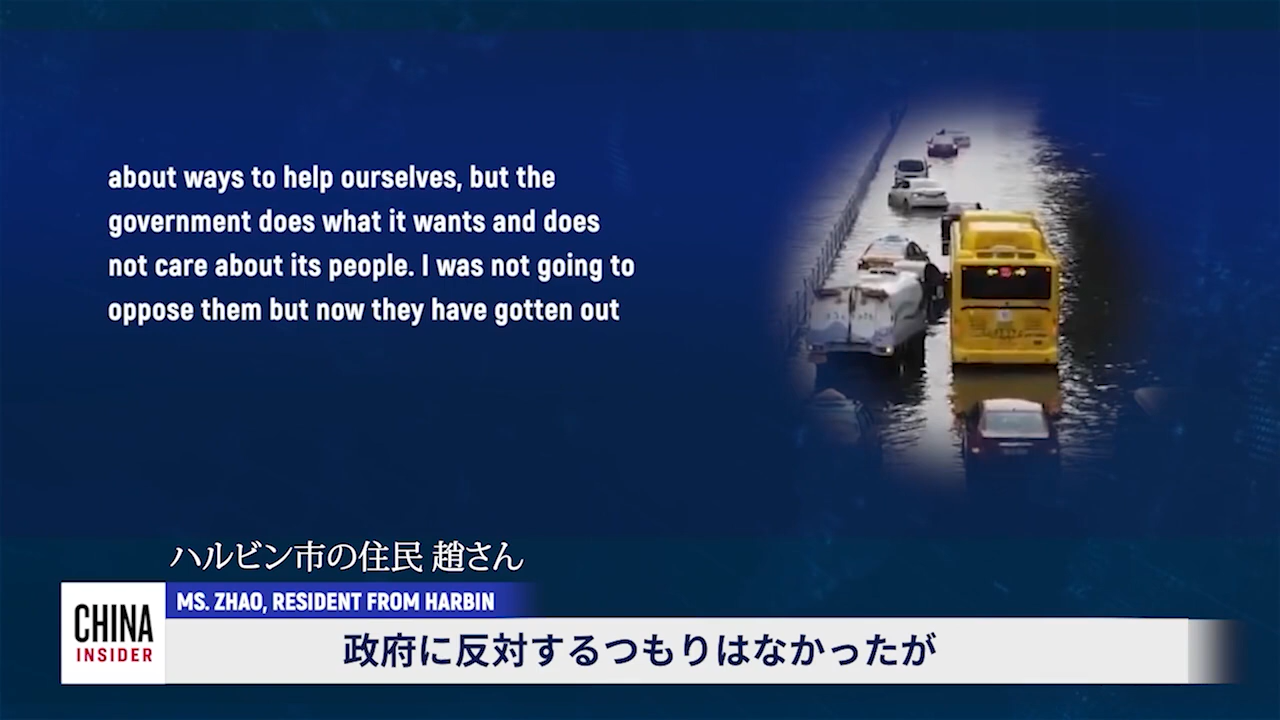 about ways to help ourselves, but the
government does what it wants and does
not care about its people. I was not going to
oppose them but now they have gotten out
ハルビン市の住民 趙さん
MS. ZHAO, RESIDENT FROM HARBIN
CHINA
INSIDER
政府に反対するつもりはなかったが